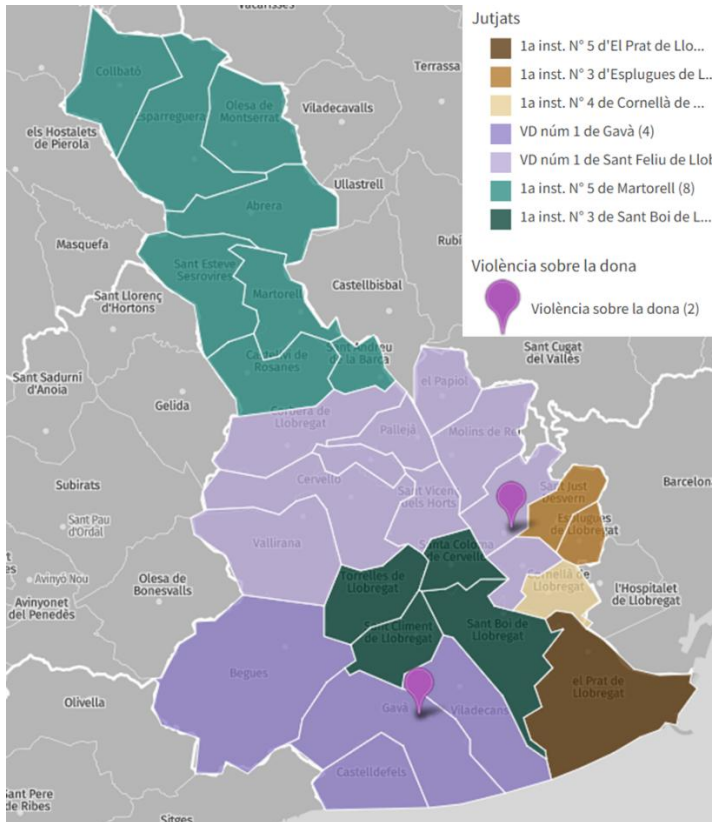 Jutjats
1a inst. N° 5 d'El Prat de Llo...
1a inst. N° 3 d'Esplugues de L...
1a inst. N° 4 de Cornellà de ...
VD núm 1 de Gavà (4)
VD núm 1 de Sant Feliu de Llob
1a inst. N° 5 de Martorell (8)
1a inst. N° 3 de Sant Boi de L...
Violència sobre la dona
Violència sobre la dona (2)
Vacarisses
Collbató
Terrassa
Esparreguera
Olesa de
Montserrat
Viladecavalls
els Hostalets
de Pierola
Ullastrell
Abrera
Rubí
Masquefa
Sant Esteve
Sesrovires
Castellbisbal
Martorell
Sant Llorenç
d'Hortons
Sant Andreu
de la Barca
Sant Cugat
del Vallès
Castellví de
Rosanes
Sant Sadurní
d'Anoia
el Papiol
Gelida
Corbera de
Llobregat
Pallejà
Molins de Rei
Subirats
Cervelló
Sant Just
Desvern
Barcelona
Sant Vicenç
dels Horts
Sant Pau
d'Ordal
Esplugues
de Llobregat
Vallirana
Santa Coloma
de Cervelló
Avinyó Nou
Olesa de
Bonesvalls
Torrelles de
Llobregat
Cornellà de
Llobregat
l'Hospitalet
de Llobregat
Avinyonet
del Penedès
Sant Climent
de Llobregat
Sant Boi de
Llobregat
Begues
el Prat de
Llobregat
Olivella
Gavà
Viladecans
Castelldefels
Sant Pere
de Ribes
Sitges